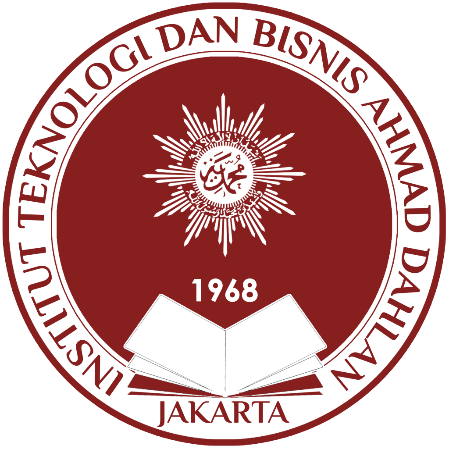 INSTITUT TEKNOLOGI DAN BISNIS AHMAD DAHLAN
1968
JAKARTA